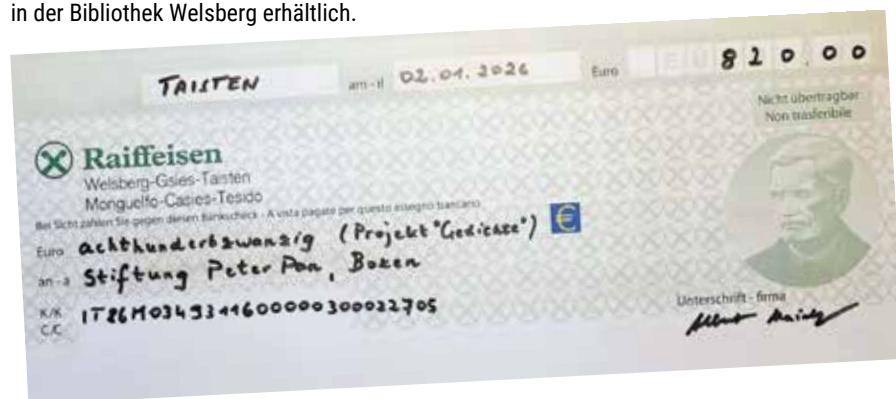 in der Bibliothek Welsberg erhältlich.
TAISTEN am - il 02.01.2026 Euro EU 820.00
Nicht übertragbar
Non trasferibile
Raiffeisen
Welsberg-Gsies-Taisten
Monguelfo-Casies-Tesido
Bei Sicht zahlen Sie gegen diesen Bankscheck - A vista pagate per questo assegno bancario
Euro achthundertzwanzig (Projekt "Gedichte") €
an - a Stiftung Peter Pan, Bozen
K/K IT26M0349311600000300032705
C/C
Unterschrift - firma